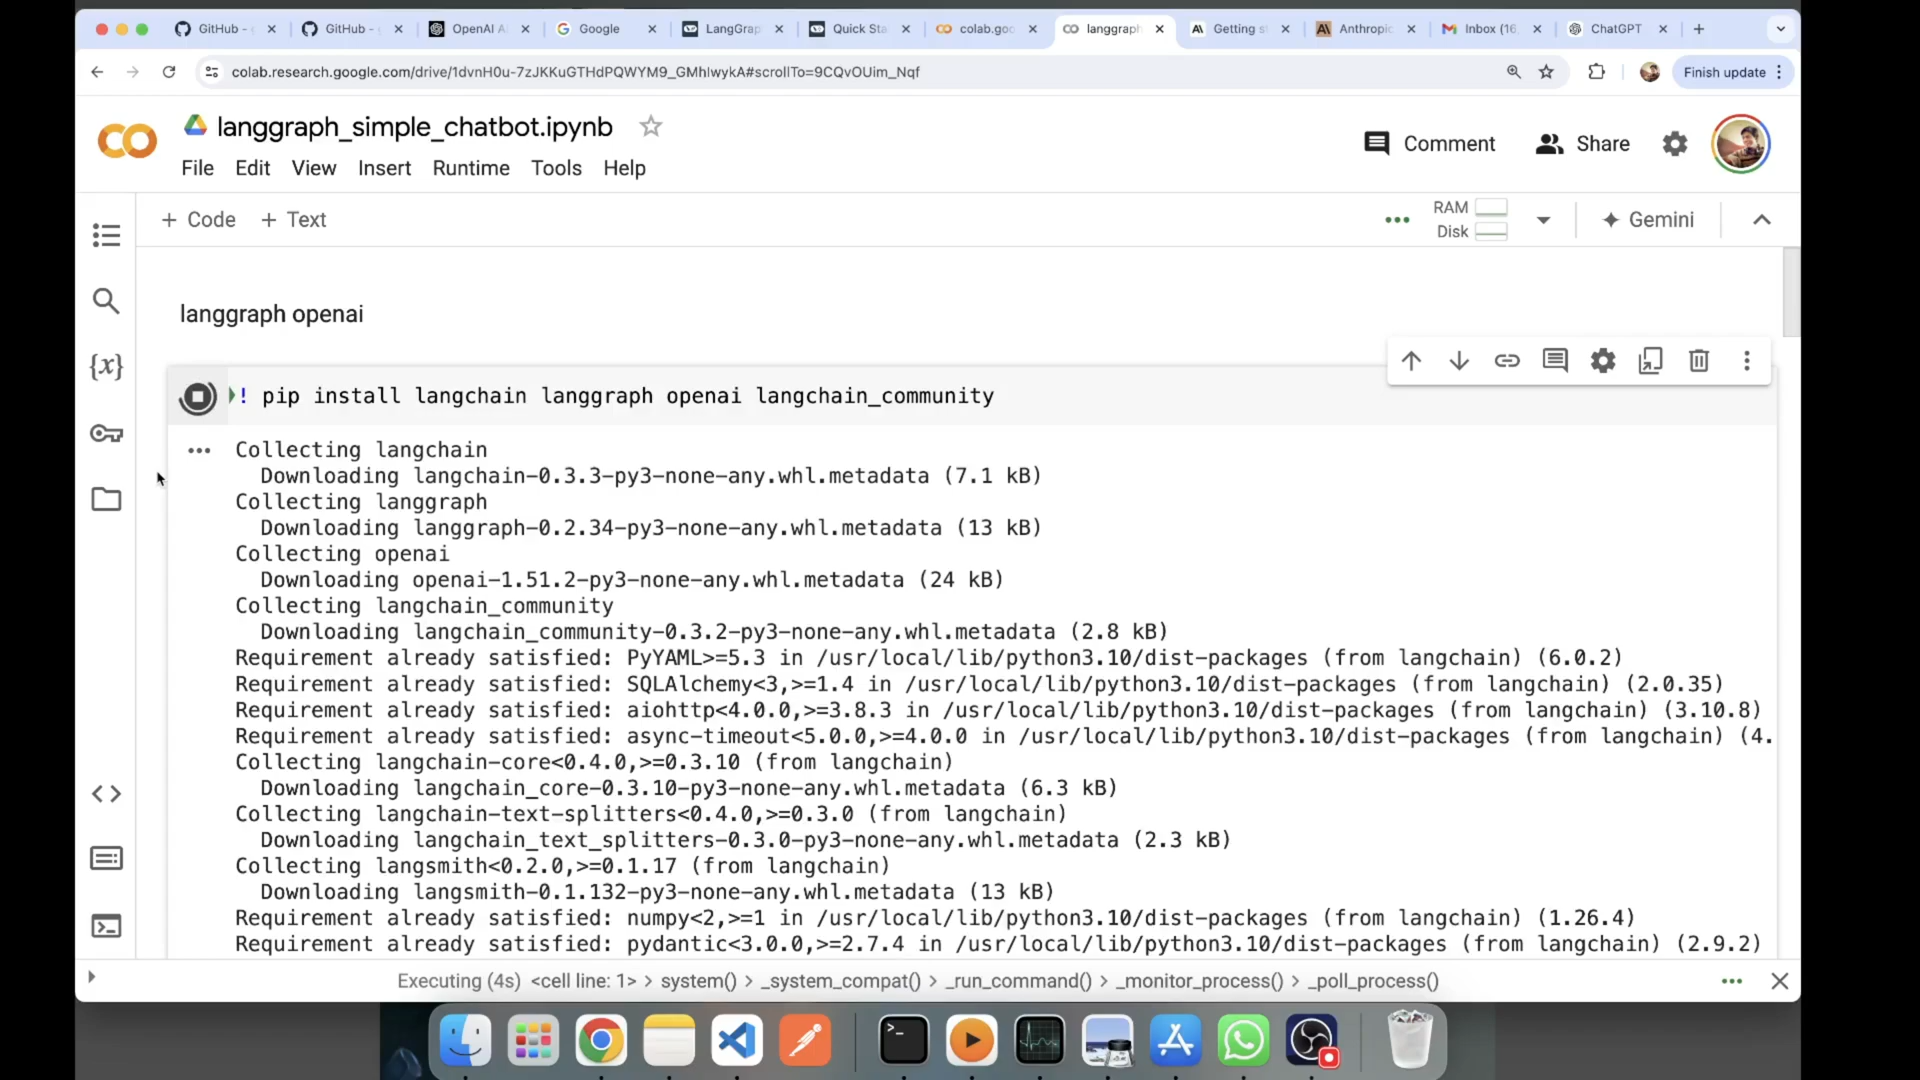 GitHub -
GitHub -
OpenAI A
Google
LangGrap
Quick Sta
colab.goo
langgraph
Getting s
Anthropic
Inbox (16
ChatGPT
colab.research.google.com/drive/1dvnH0u-7zJKKuGTHdPQWYM9_GMhIwykA#scrollTo=9CQvOUim_Nqf
Finish update
langgraph_simple_chatbot.ipynb
Comment
Share
File Edit View Insert Runtime Tools Help
+ Code + Text
RAM
Disk
Gemini
langgraph openai
! pip install langchain langgraph openai langchain_community
Collecting langchain
Downloading langchain-0.3.3-py3-none-any.whl.metadata (7.1 kB)
Collecting langgraph
Downloading langgraph-0.2.34-py3-none-any.whl.metadata (13 kB)
Collecting openai
Downloading openai-1.51.2-py3-none-any.whl.metadata (24 kB)
Collecting langchain_community
Downloading langchain_community-0.3.2-py3-none-any.whl.metadata (2.8 kB)
Requirement already satisfied: PyYAML>=5.3 in /usr/local/lib/python3.10/dist-packages (from langchain) (6.0.2)
Requirement already satisfied: SQLAlchemy<3,>=1.4 in /usr/local/lib/python3.10/dist-packages (from langchain) (2.0.35)
Requirement already satisfied: aiohttp<4.0.0,>=3.8.3 in /usr/local/lib/python3.10/dist-packages (from langchain) (3.10.8)
Requirement already satisfied: async-timeout<5.0.0,>=4.0.0 in /usr/local/lib/python3.10/dist-packages (from langchain) (4.
Collecting langchain-core<0.4.0,>=0.3.10 (from langchain)
Downloading langchain_core-0.3.10-py3-none-any.whl.metadata (6.3 kB)
Collecting langchain-text-splitters<0.4.0,>=0.3.0 (from langchain)
Downloading langchain_text_splitters-0.3.0-py3-none-any.whl.metadata (2.3 kB)
Collecting langsmith<0.2.0,>=0.1.17 (from langchain)
Downloading langsmith-0.1.132-py3-none-any.whl.metadata (13 kB)
Requirement already satisfied: numpy<2,>=1 in /usr/local/lib/python3.10/dist-packages (from langchain) (1.26.4)
Requirement already satisfied: pydantic<3.0.0,>=2.7.4 in /usr/local/lib/python3.10/dist-packages (from langchain) (2.9.2)
Executing (4s) <cell line: 1> > system() > _system_compat() > _run_command() > _monitor_process() > _poll_process()